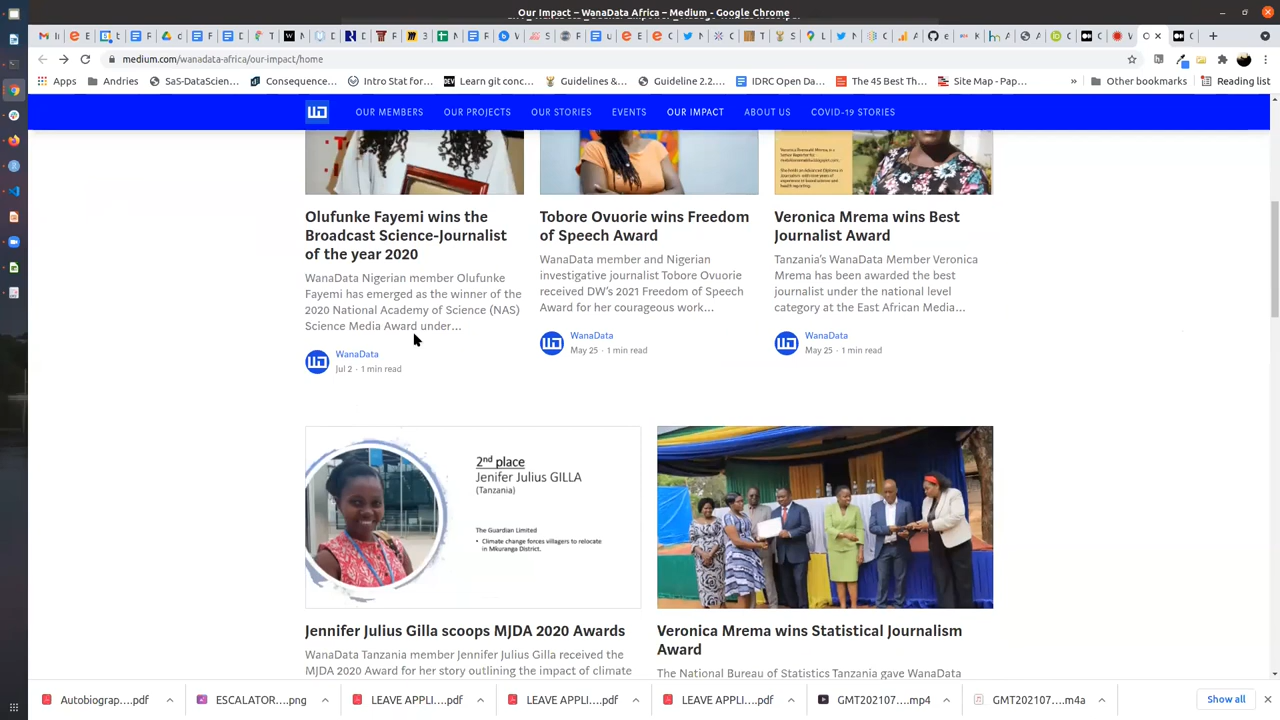 Our Impact – WanaData Africa – Medium - Google Chrome
medium.com/wanadata-africa/our-impact/home
Apps
Andries
SaS-DataScien...
Consequence...
Intro Stat for...
Learn git conc...
Guidelines &...
Guideline 2.2....
IDRC Open Da...
The 45 Best Th...
Site Map - Pap...
»
Other bookmarks
Reading list
OUR MEMBERS
OUR PROJECTS
OUR STORIES
EVENTS
OUR IMPACT
ABOUT US
COVID-19 STORIES
Olufunke Fayemi wins the
Broadcast Science-Journalist
of the year 2020
WanaData Nigerian member Olufunke
Fayemi has emerged as the winner of the
2020 National Academy of Science (NAS)
Science Media Award under...
WanaData
Jul 2 · 1 min read
Tobore Ovuorie wins Freedom
of Speech Award
WanaData member and Nigerian
investigative journalist Tobore Ovuorie
received DW's 2021 Freedom of Speech
Award for her courageous work...
WanaData
May 25 · 1 min read
Veronica Mrema wins Best
Journalist Award
Tanzania's WanaData Member Veronica
Mrema has been awarded the best
journalist under the national level
category at the East African Media...
WanaData
May 25 · 1 min read
2nd place
Jenifer Julius GILLA
(Tanzania)
The Guardian Limited
• Climate change forces villagers to relocate
in Mkuranga District.
Jennifer Julius Gilla scoops MJDA 2020 Awards
WanaData Tanzania member Jennifer Julius Gilla received the
MJDA 2020 Award for her story outlining the impact of climate
Veronica Mrema wins Statistical Journalism
Award
The National Bureau of Statistics Tanzania gave WanaData
Autobiograp....pdf
ESCALATOR....png
LEAVE APPLI....pdf
LEAVE APPLI....pdf
LEAVE APPLI....pdf
GMT202107....mp4
GMT202107....m4a
Show all